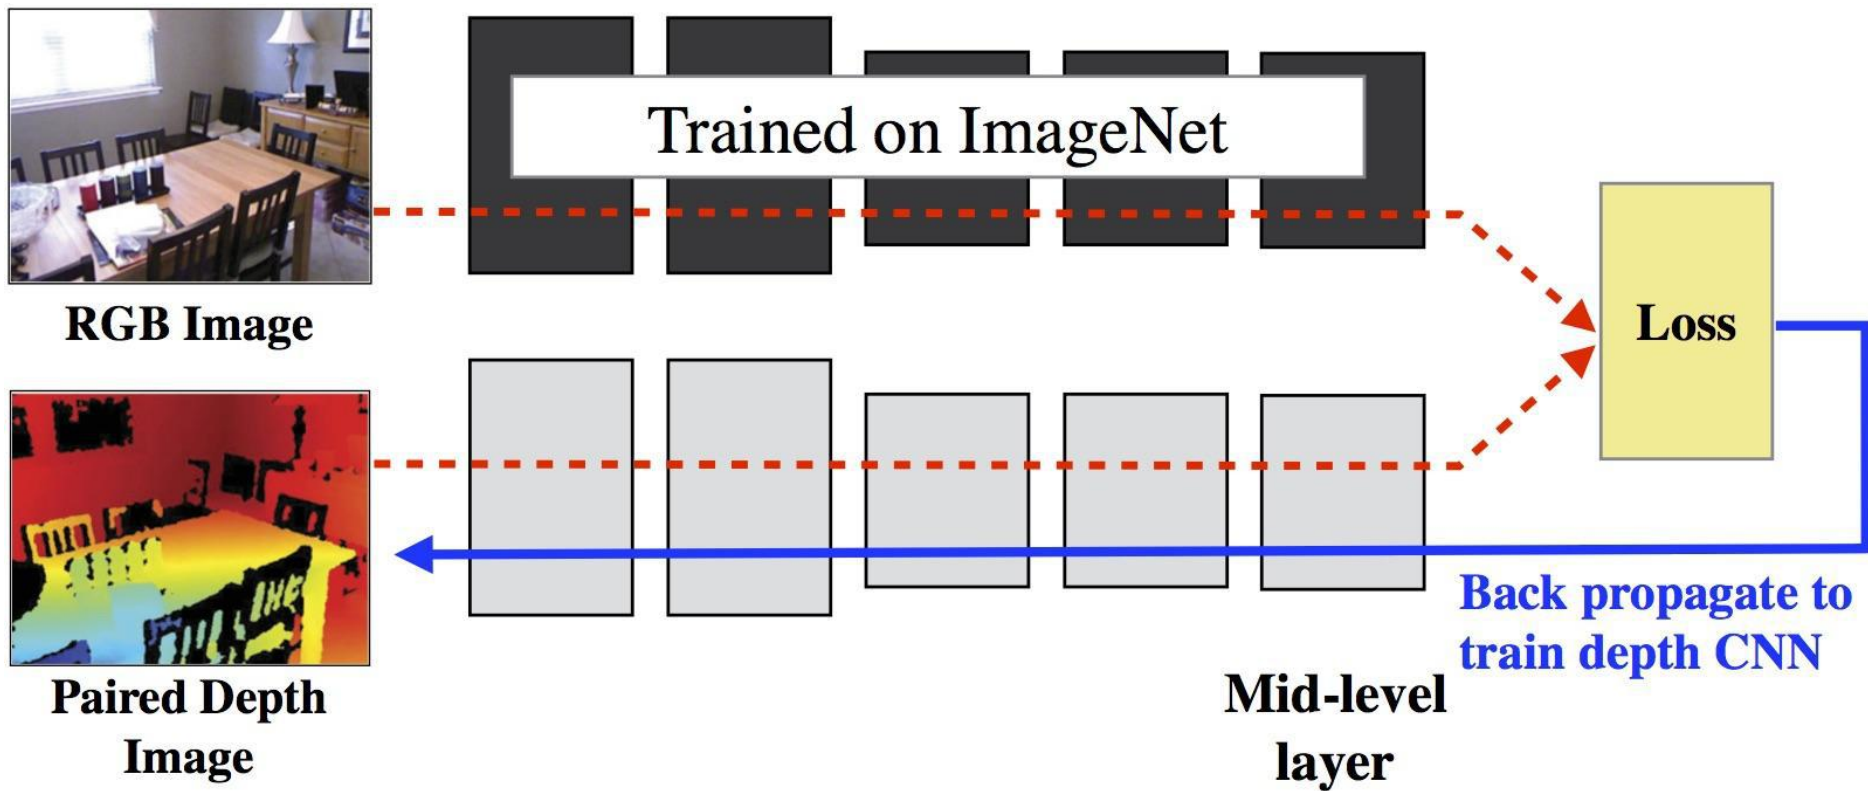 Trained on ImageNet
RGB Image
Loss
Back propagate to
train depth CNN
Paired Depth
Image
Mid-level
layer